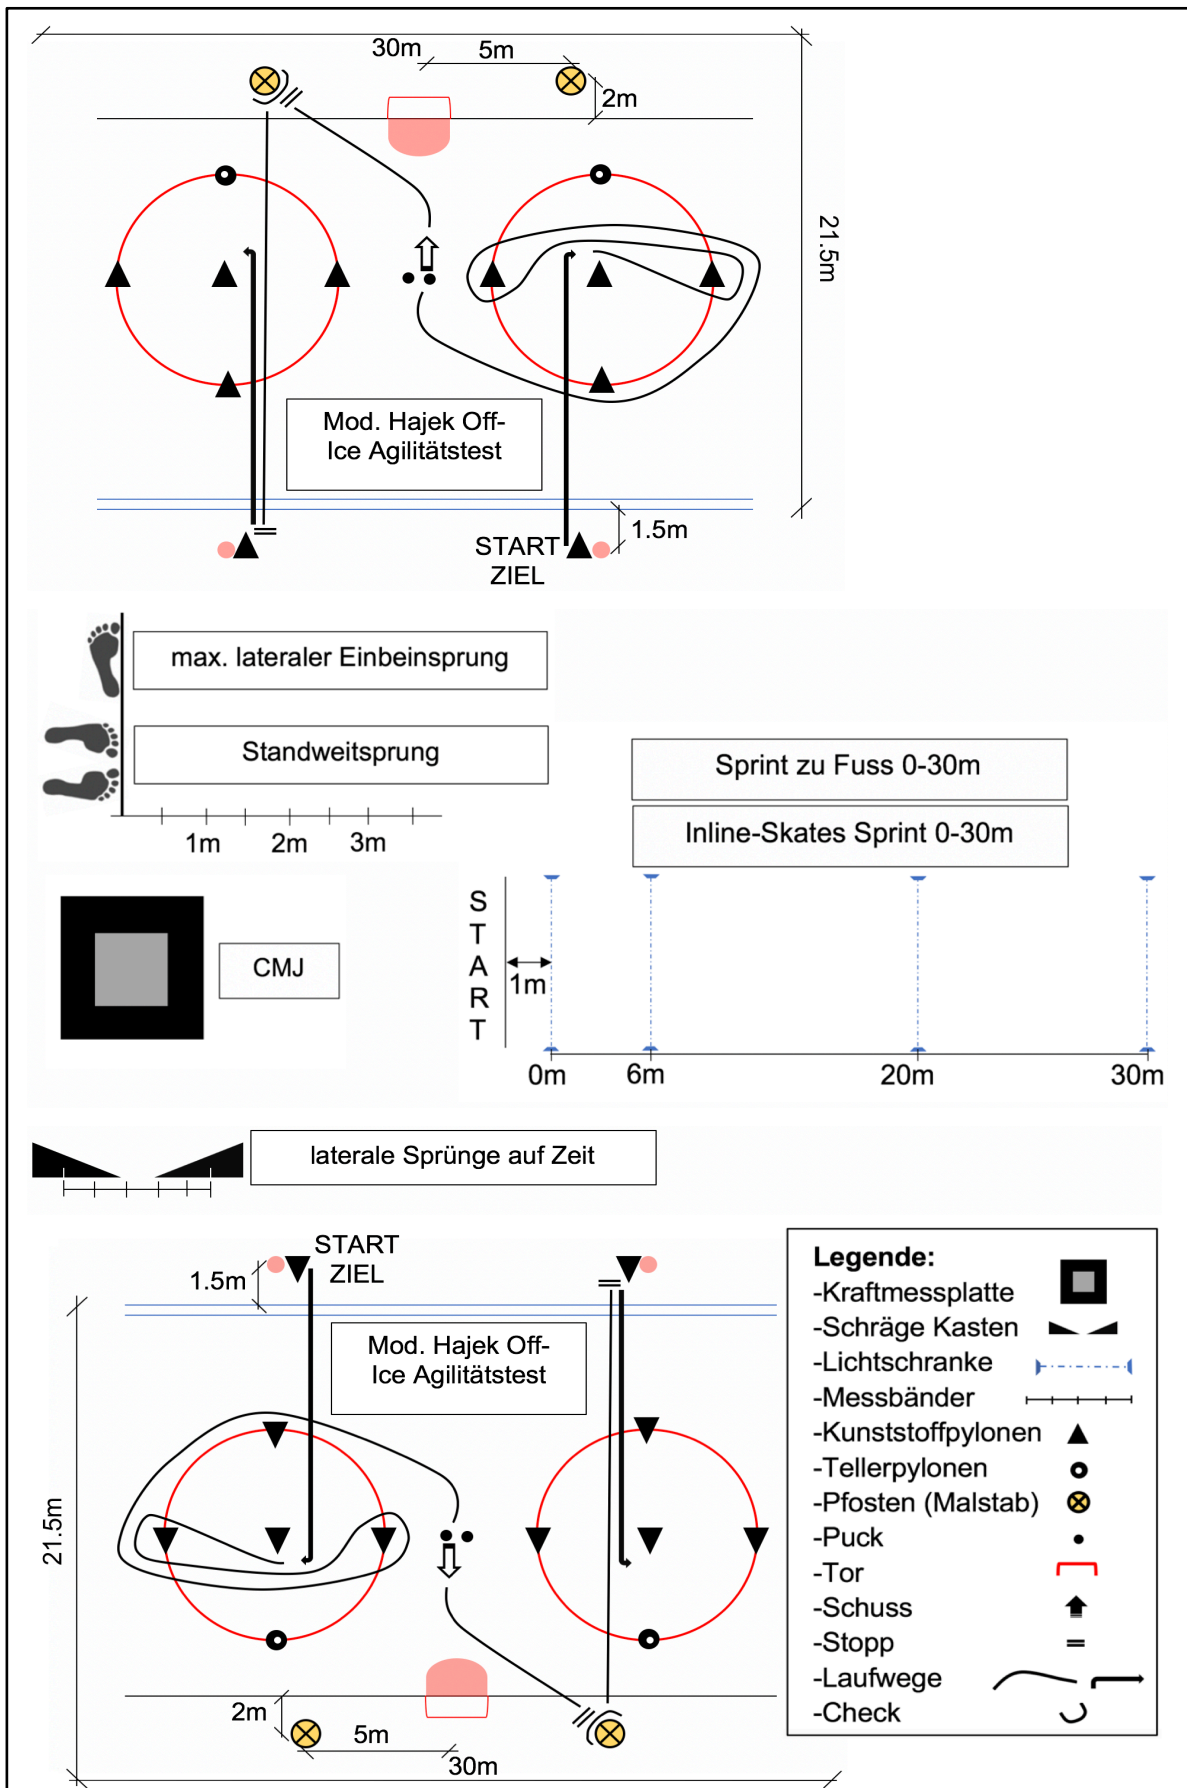 30m
5m
2m
21.5m
Mod. Hajek Off-
Ice Agilitätstest
1.5m
START
ZIEL
max. lateraler Einbeinsprung
Standweitsprung
1m
2m
3m
Sprint zu Fuss 0-30m
Inline-Skates Sprint 0-30m
CMJ
START
1m
0m
6m
20m
30m
laterale Sprünge auf Zeit
START
ZIEL
1.5m
Mod. Hajek Off-
Ice Agilitätstest
21.5m
2m
5m
30m
Legende:
-Kraftmessplatte
-Schräge Kasten
-Lichtschranke
-Messbänder
-Kunststoffpylonen
-Tellerpylonen
-Pfosten (Malstab)
-Puck
-Tor
-Schuss
-Stopp
-Laufwege
-Check